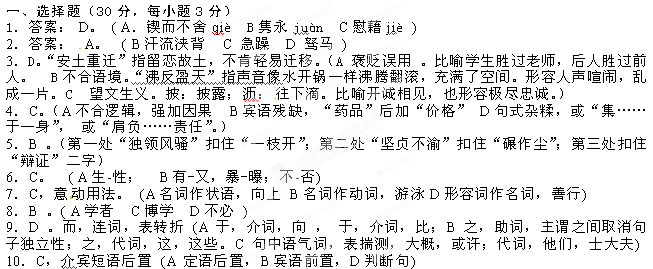 一、选择题（30分，每小题3分）
1. 答案： D。（ A．锲而不舍 qiè  B隽永 juàn  C慰藉 jiè ）
2. 答案： A。 （ B汗流浃背  C 急躁  D 驽马 ）
3. D。“安土重迁”指留恋故土，不肯轻易迁移。（A 褒贬误用 。比喻学生胜过老师，后人胜过前
人。  B不合语境。“沸反盈天”指声音像水开锅一样沸腾翻滚，充满了空间。形容人声喧闹，乱
成一片。C  望文生义。披：披露；沥： 往下滴。比喻开诚相见，也形容极尽忠诚。）
4. C。（A不合逻辑，强加因果  B宾语残缺，“药品”后加“价格”  D句式杂糅，或“集……
于一身”， 或“肩负……责任”。）
5. B 。（第一处“独领风骚”扣住“一枝开”；第二处“坚贞不渝”扣住“碾作尘”；第三处扣住
“辩证”二字）
6. C。  （A生-性；  B有-又，暴-曝； 不-否）
7. C，意动用法。 （A名词作状语，向上 B名词作动词，游泳D形容词作名词，善行）
8. B 。（ A学者  C博学  D不必 ）
9. D 。而，连词，表转折（A 于，介词，向 ， 于，介词，比；B 之，助词，主谓之间取消句
子独立性；之，代词，这，这些。C 句中语气词，表揣测，大概，或许；代词，他们，士大夫）
10. C，介宾短语后置（A 定语后置，B宾语前置，D判断句）